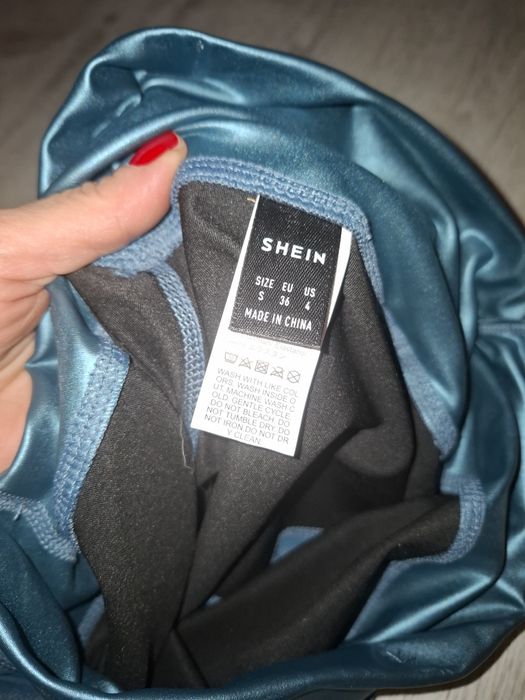 SHEIN
SIZE EU US
S 36 4
MADE IN CHINA
WASH WITH LIKE COL
ORS. WASH INSIDE O
UT. MACHINE WASH C
OLD. GENTLE CYCLE
DO NOT BLEACH. DO
NOT TUMBLE DRY. DO
NOT IRON. DO NOT DR
Y CLEAN.